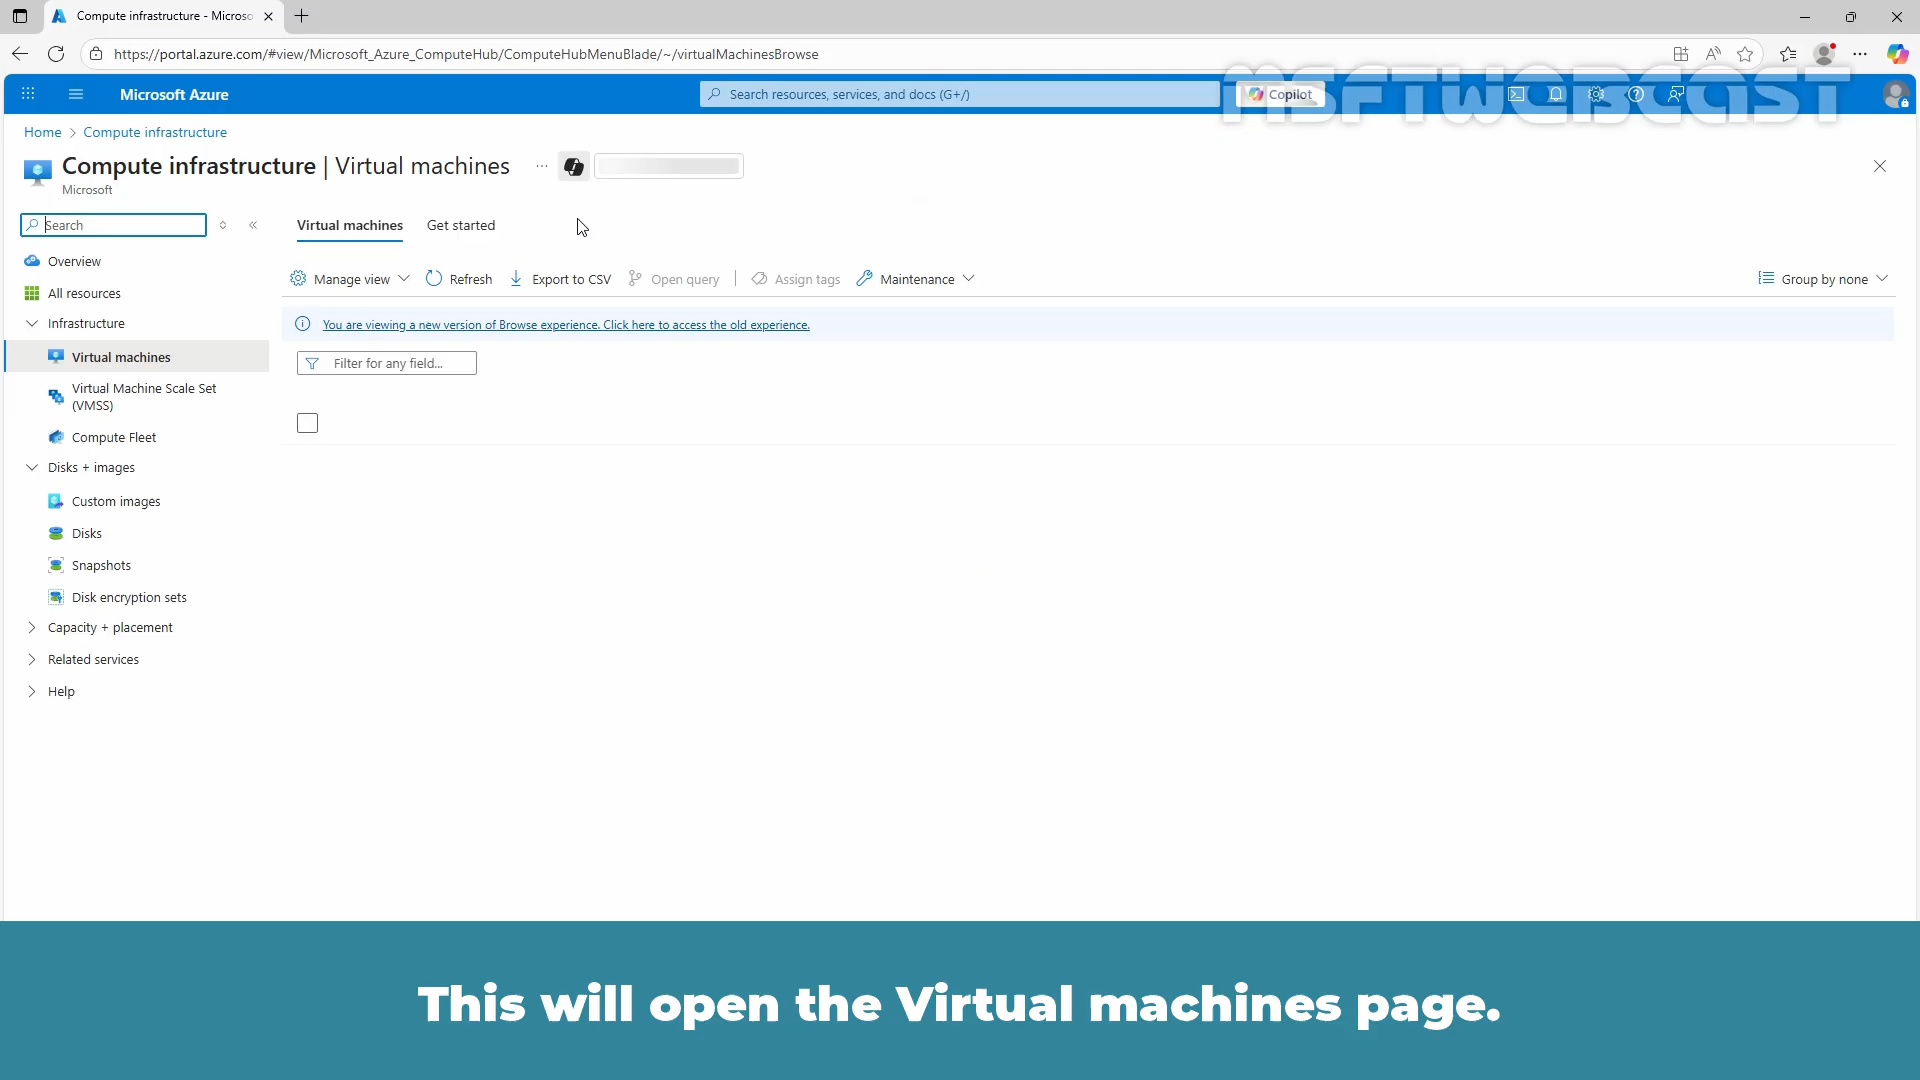 Compute infrastructure - Microso
https://portal.azure.com/#view/Microsoft_Azure_ComputeHub/ComputeHubMenuBlade/~/virtualMachinesBrowse
Microsoft Azure
Search resources, services, and docs (G+/)
Copilot
MSFTWEBCAST
Home > Compute infrastructure
Compute infrastructure | Virtual machines
Microsoft
Search
Virtual machines
Get started
Overview
All resources
Infrastructure
Virtual machines
Virtual Machine Scale Set
(VMSS)
Compute Fleet
Disks + images
Custom images
Disks
Snapshots
Disk encryption sets
Capacity + placement
Related services
Help
Manage view
Refresh
Export to CSV
Open query
Assign tags
Maintenance
Group by none
You are viewing a new version of Browse experience. Click here to access the old experience.
Filter for any field...
This will open the Virtual machines page.